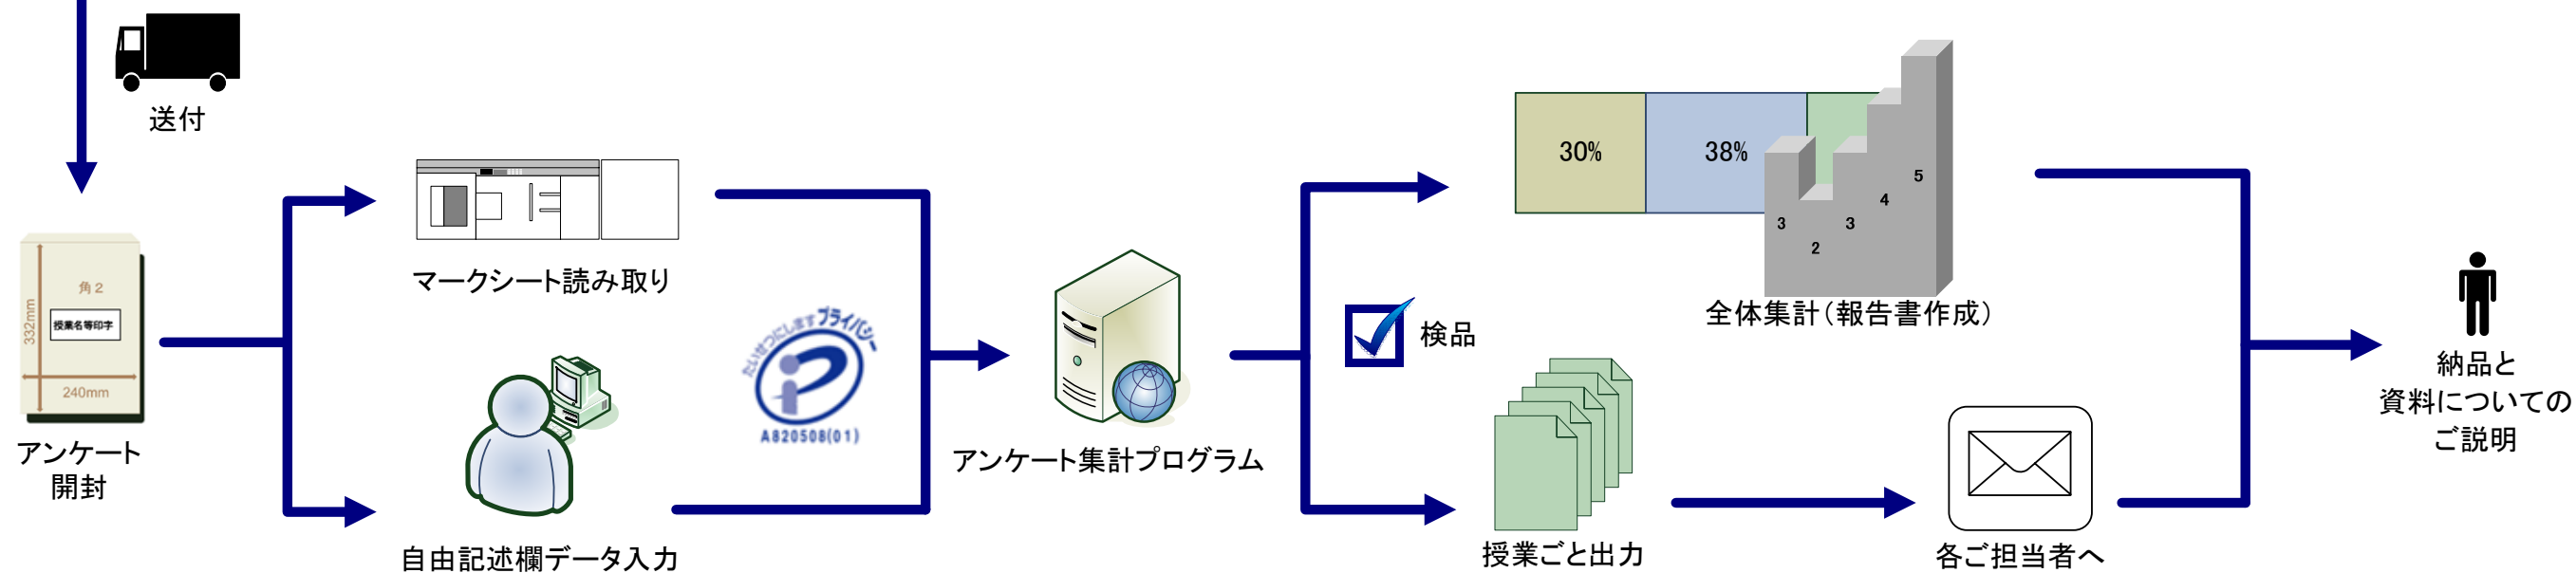 送付
角2
332mm
授業名等印字
240mm
アンケート
開封
マークシート読み取り
自由記述欄データ入力
たいせつにしますプライバシー
A820508(01)
アンケート集計プログラム
検品
30%
38%
3
2
3
4
5
全体集計(報告書作成)
授業ごと出力
各ご担当者へ
納品と
資料についての
ご説明